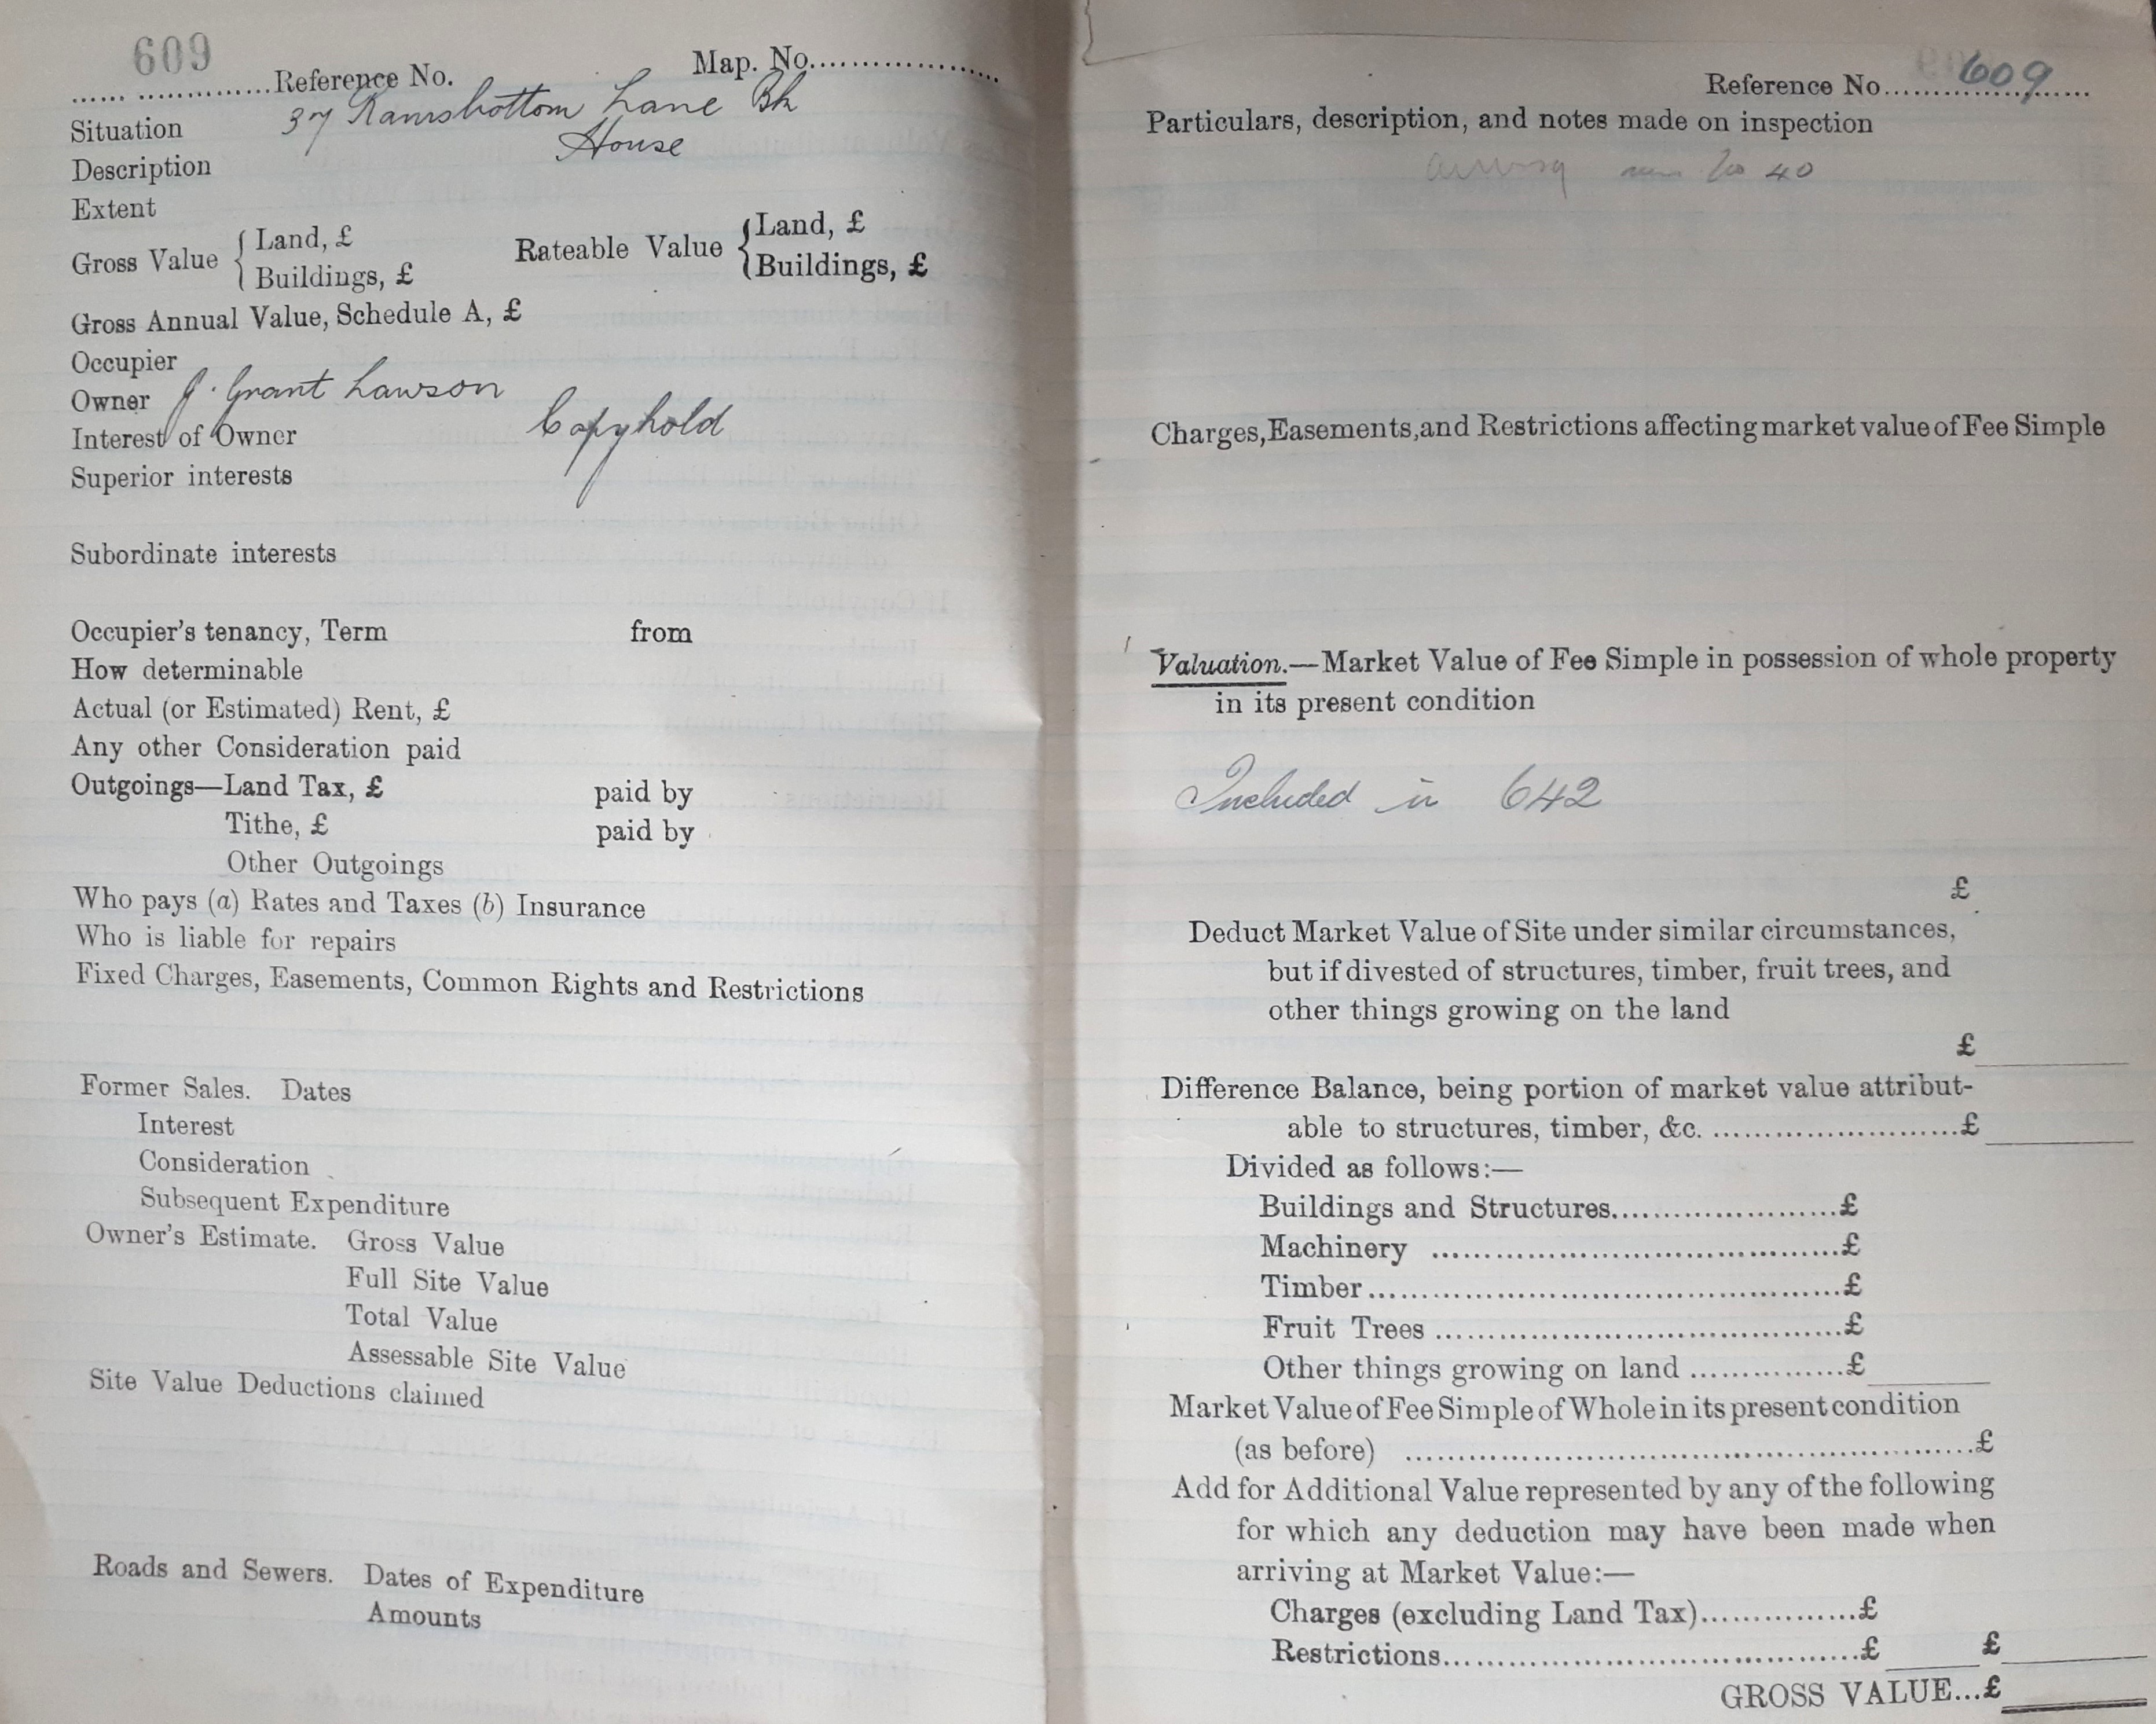 609
Reference No. Map. No.
Situation 37 Ramsbottom Lane Bk
Description House
Extent
Gross Value { Land, £ Rateable Value { Land, £
Buildings, £ Buildings, £
Gross Annual Value, Schedule A, £
Occupier
Owner J. Grant Lawson
Interest of Owner Copyhold
Superior interests
Subordinate interests
Occupier's tenancy, Term from
How determinable
Actual (or Estimated) Rent, £
Any other Consideration paid
Outgoings—Land Tax, £ paid by
Tithe, £ paid by
Other Outgoings
Who pays (a) Rates and Taxes (b) Insurance
Who is liable for repairs
Fixed Charges, Easements, Common Rights and Restrictions
Former Sales. Dates
Interest
Consideration
Subsequent Expenditure
Owner's Estimate. Gross Value
Full Site Value
Total Value
Assessable Site Value
Site Value Deductions claimed
Roads and Sewers. Dates of Expenditure
Amounts
Reference No. 609
Particulars, description, and notes made on inspection
to 40
Charges, Easements, and Restrictions affecting market value of Fee Simple
Valuation.—Market Value of Fee Simple in possession of whole property
in its present condition
Included in 642
£
Deduct Market Value of Site under similar circumstances,
but if divested of structures, timber, fruit trees, and
other things growing on the land
£
Difference Balance, being portion of market value attribut-
able to structures, timber, &c. £
Divided as follows:—
Buildings and Structures £
Machinery £
Timber £
Fruit Trees £
Other things growing on land £
Market Value of Fee Simple of Whole in its present condition
(as before) £
Add for Additional Value represented by any of the following
for which any deduction may have been made when
arriving at Market Value:—
Charges (excluding Land Tax) £
Restrictions £ £
GROSS VALUE...£